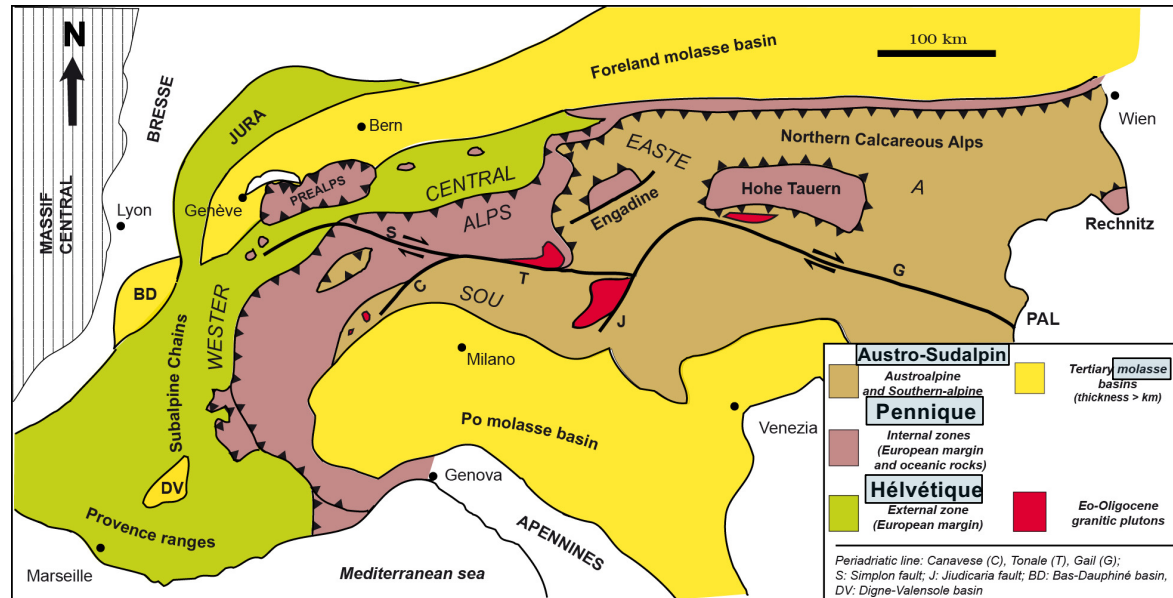 N
100 km
Foreland molasse basin
BRESSE
JURA
Bern
Wien
Northern Calcareous Alps
MASSIF
CENTRAL
Lyon
Genève
PREALPS
CENTRAL
ALPS
EASTE
A
Engadine
Hohe Tauern
Rechnitz
S
T
C
J
G
PAL
BD
WESTER
SOU
Milano
Subalpine Chains
Po molasse basin
Venezia
Genova
DV
Provence ranges
Marseille
APENNINES
Mediterranean sea
Austro-Sudalpin
Austroalpine
and Southern-alpine
Pennique
Internal zones
(European margin
and oceanic rocks)
Hélvétique
External zone
(European margin)
Tertiary molasse
basins
(thickness > km)
Eo-Oligocene
granitic plutons
Periadriatic line: Canavese (C), Tonale (T), Gail (G);
S: Simplon fault; J: Jiudicaria fault; BD: Bas-Dauphiné basin,
DV: Digne-Valensole basin